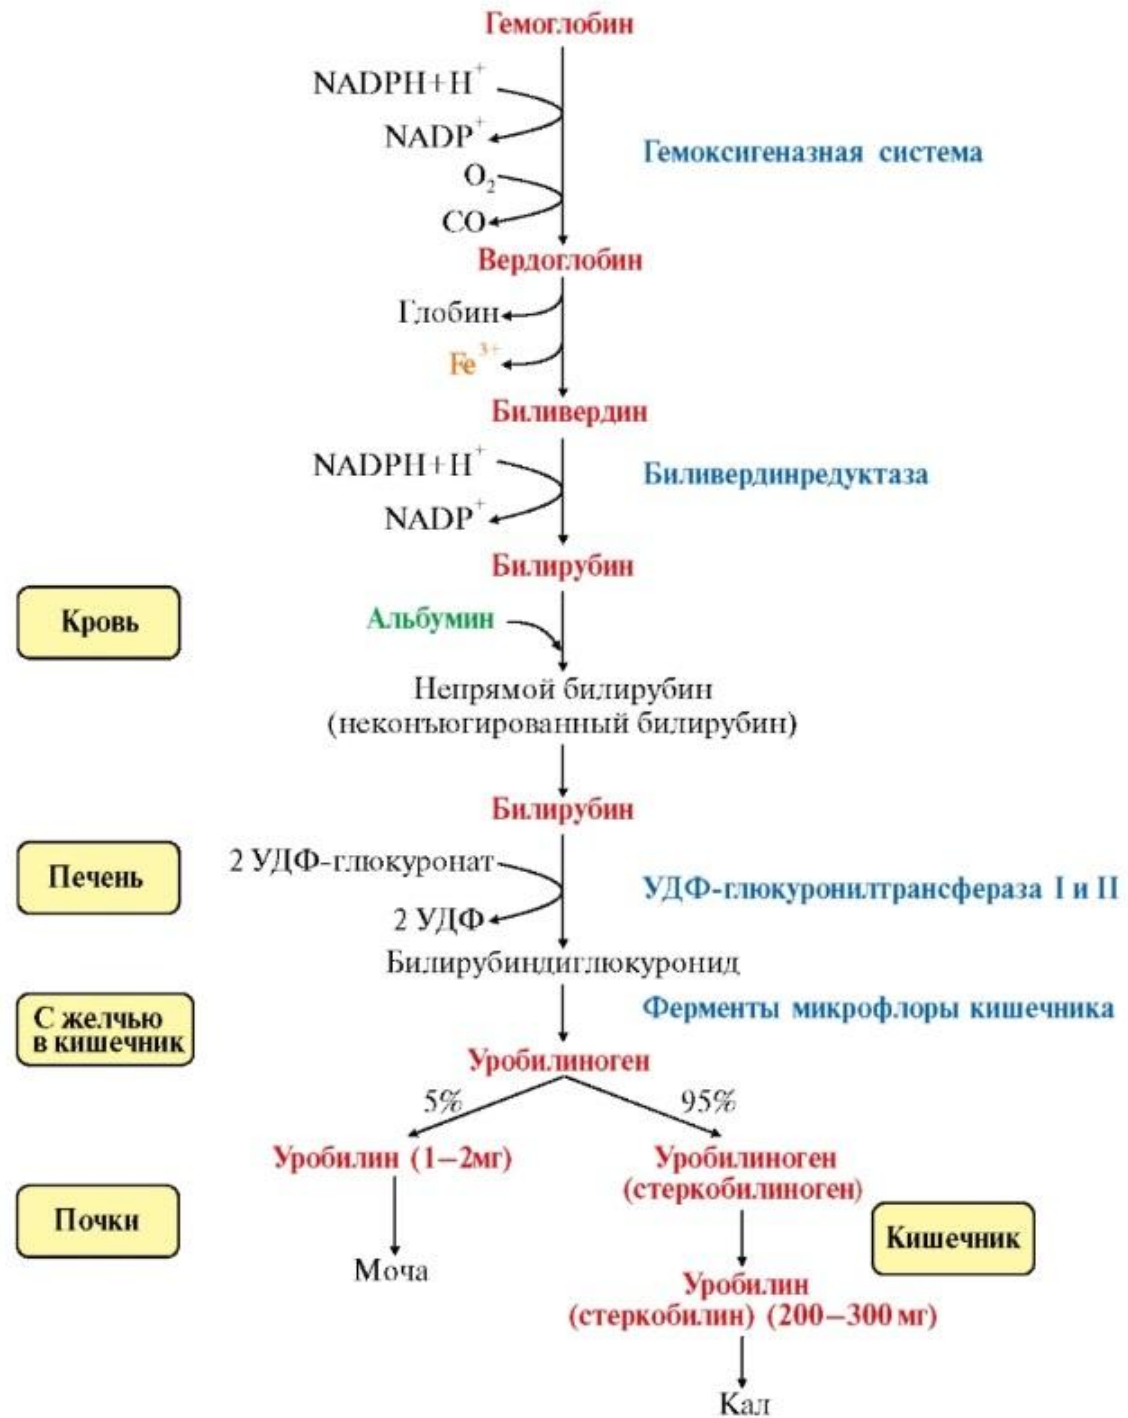 Гемоглобин
NADPH+H⁺
NADP⁺
Гемоксигеназная система
O₂
CO
Вердоглобин
Глобин
Fe³⁺
Биливердин
NADPH+H⁺
Биливердинредуктаза
NADP⁺
Билирубин
Кровь
Альбумин
Непрямой билирубин
(неконъюгированный билирубин)
Билирубин
Печень
2 УДФ-глюкуронат
УДФ-глюкуронилтрансфераза I и II
2 УДФ
Билирубиндиглюкуронид
С желчью
в кишечник
Ферменты микрофлоры кишечника
Уробилиноген
5%
95%
Уробилин (1–2мг)
Уробилиноген
(стеркобилиноген)
Почки
Кишечник
Моча
Уробилин
(стеркобилин) (200–300 мг)
Кал